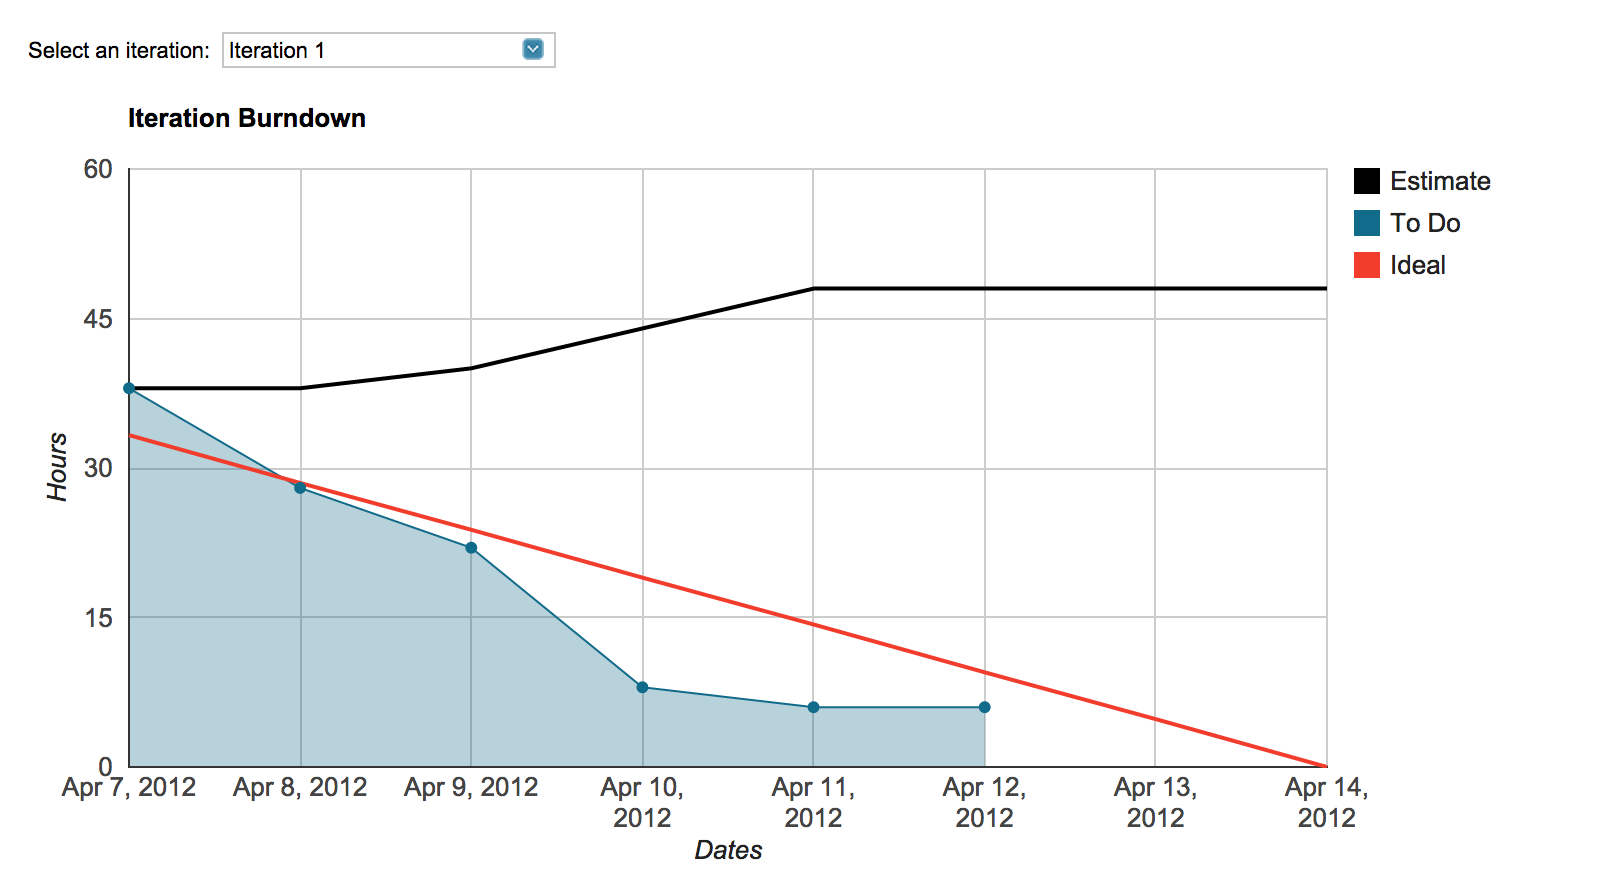 Select an iteration: Iteration 1
Iteration Burndown
60
45
30
15
0
Hours
Estimate
To Do
Ideal
Apr 7, 2012
Apr 8, 2012
Apr 9, 2012
Apr 10,
2012
Apr 11,
2012
Apr 12,
2012
Apr 13,
2012
Apr 14,
2012
Dates